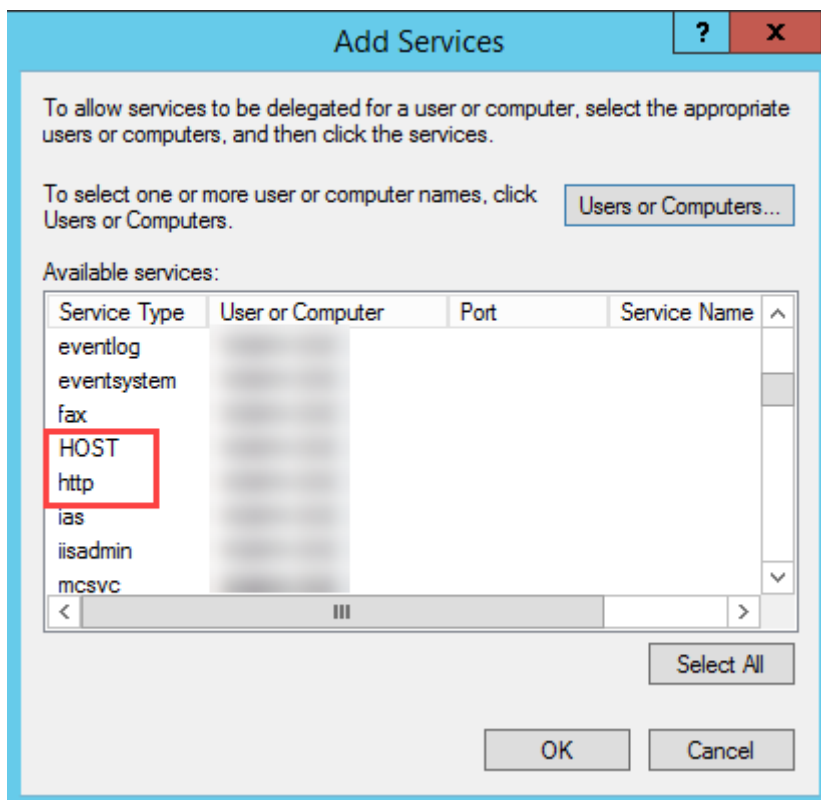 Add Services
?
x
To allow services to be delegated for a user or computer, select the appropriate
users or computers, and then click the services.
To select one or more user or computer names, click
Users or Computers.
Users or Computers...
Available services:
Service Type User or Computer Port Service Name
eventlog
eventsystem
fax
HOST
http
ias
iisadmin
mcsvc
Select All
OK Cancel